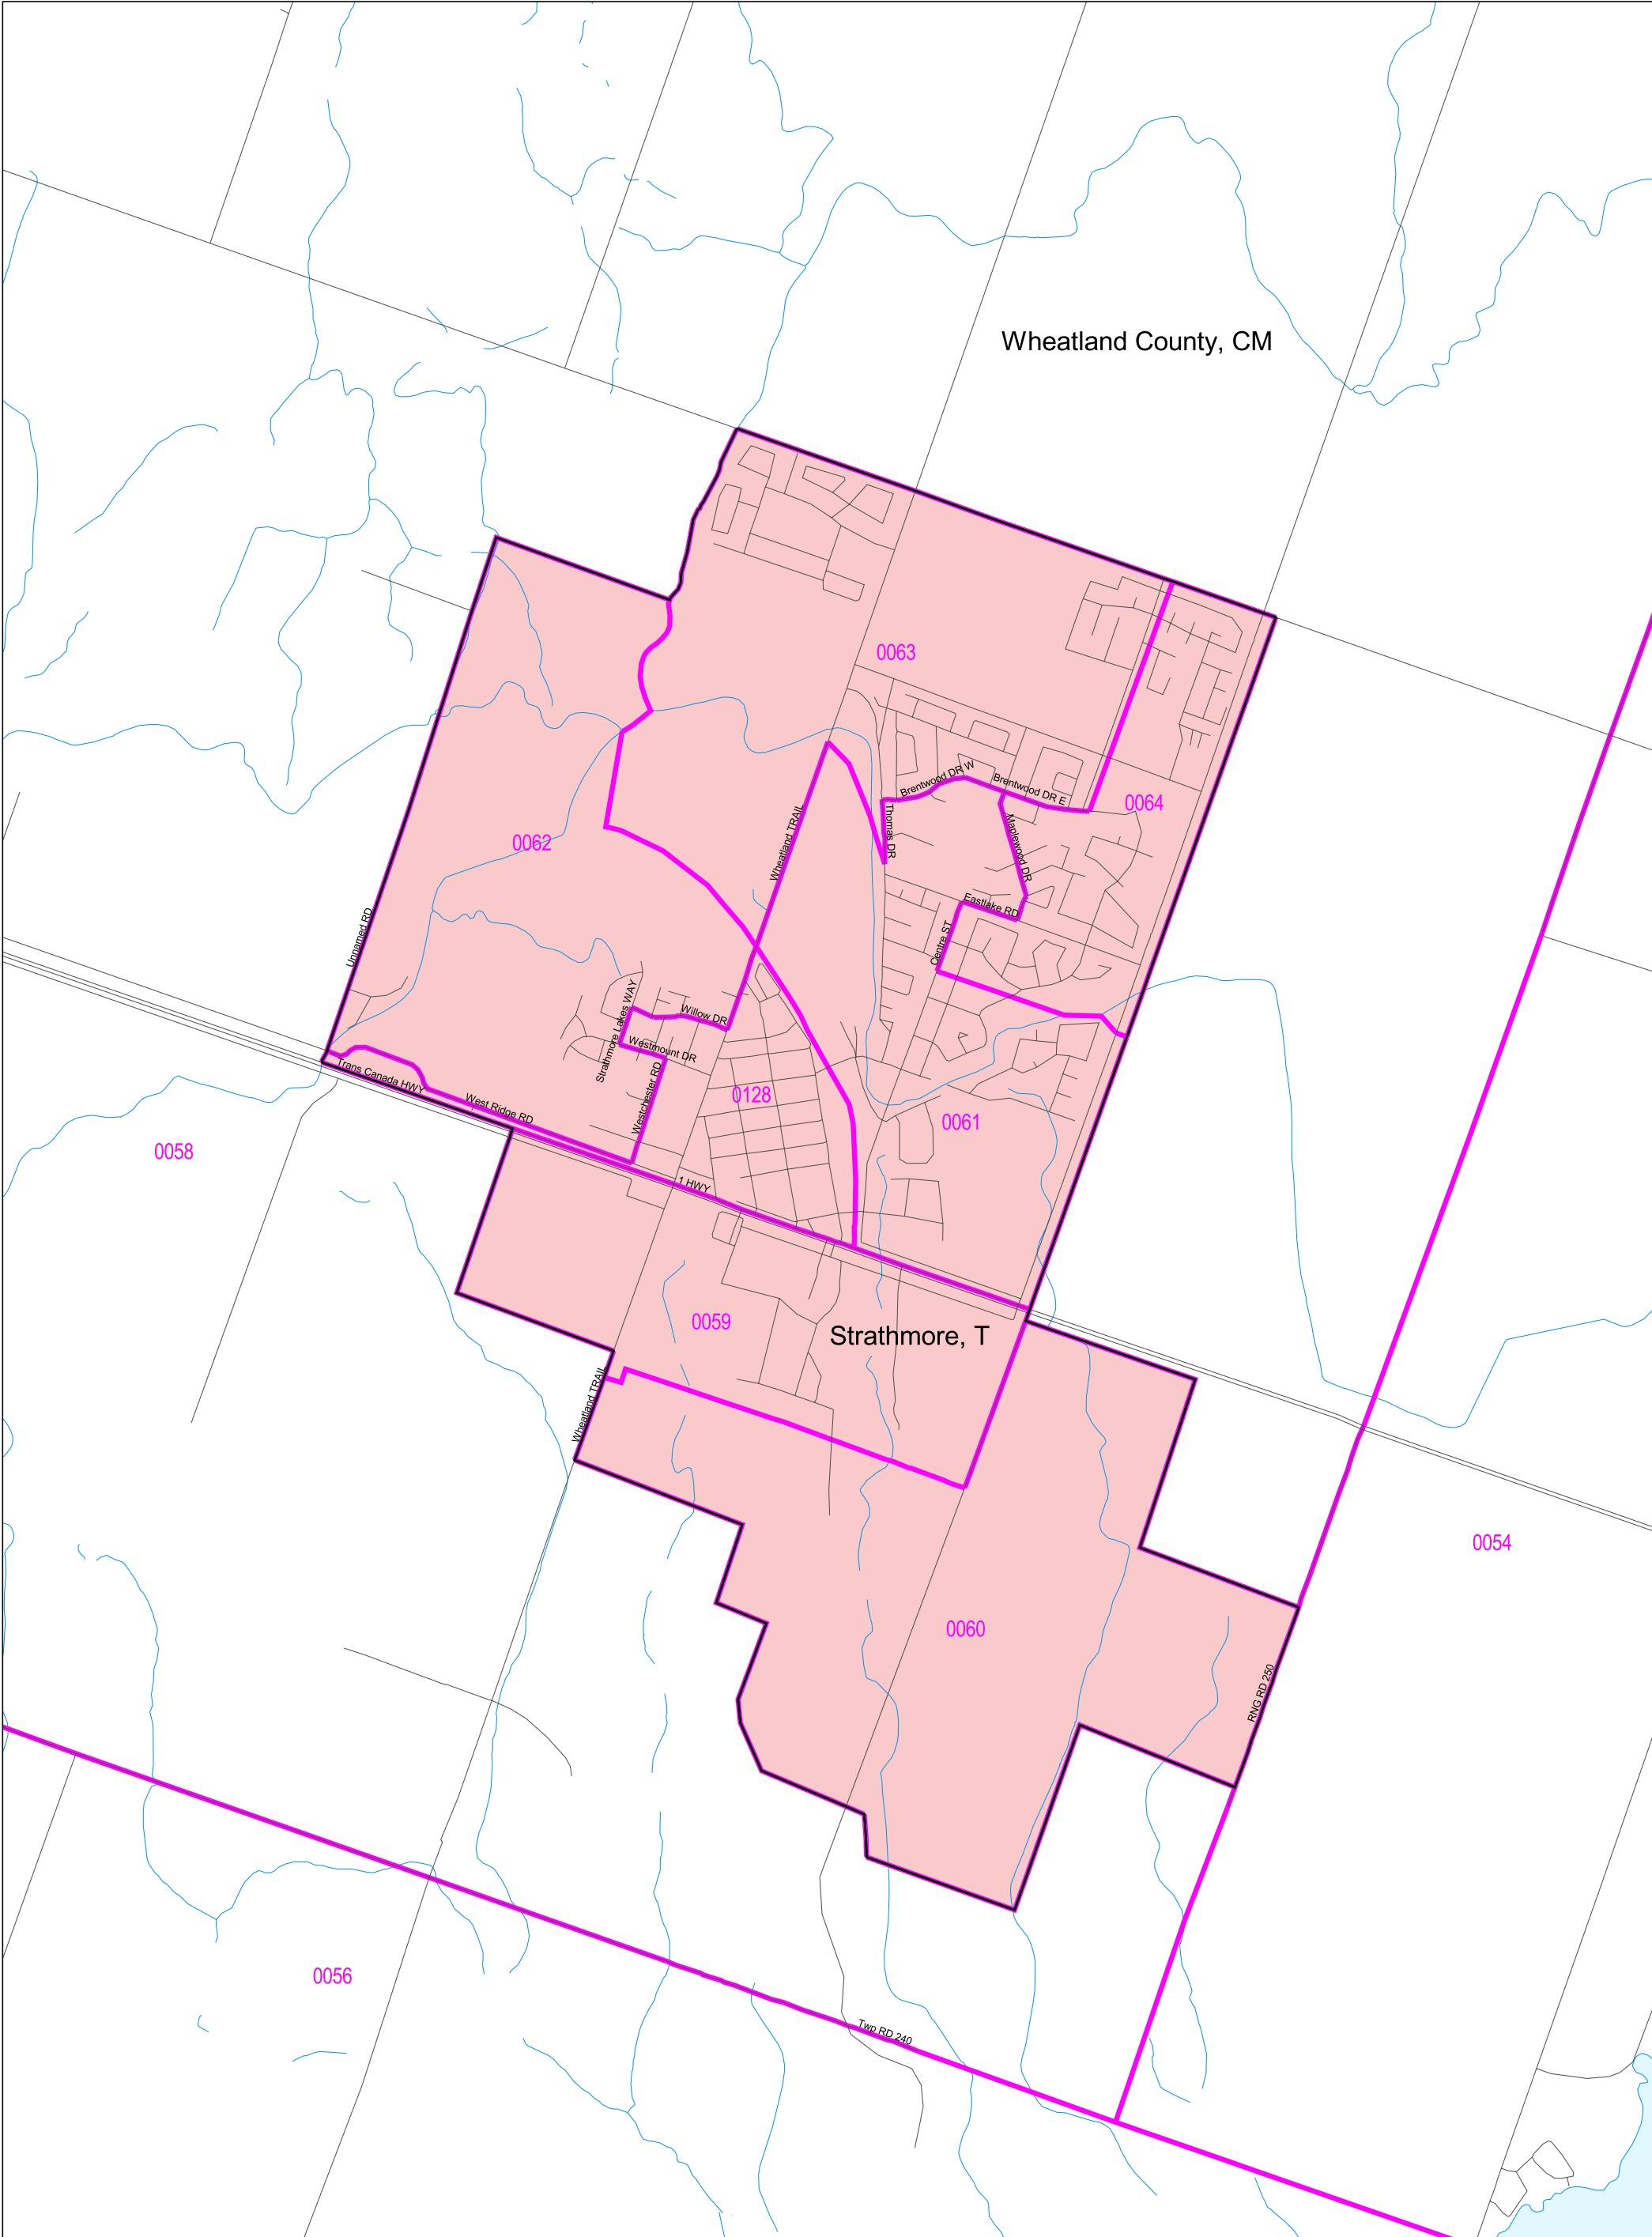 Wheatland County, CM
0063
Brentwood DR W
Brentwood DR E
0064
Thomas DR
Wheatland TRAIL
Maplewood DR
0062
Eastlake RD
Unnamed RD
Centre ST
Strathmore Lakes WAY
Willow DR
Westmount DR
Trans Canada HWY
West Ridge RD
Westchester RD
0128
0061
0058
1 HWY
0059
Strathmore, T
Wheatland TRAIL
0054
0060
RNG RD 250
0056
Twp RD 240